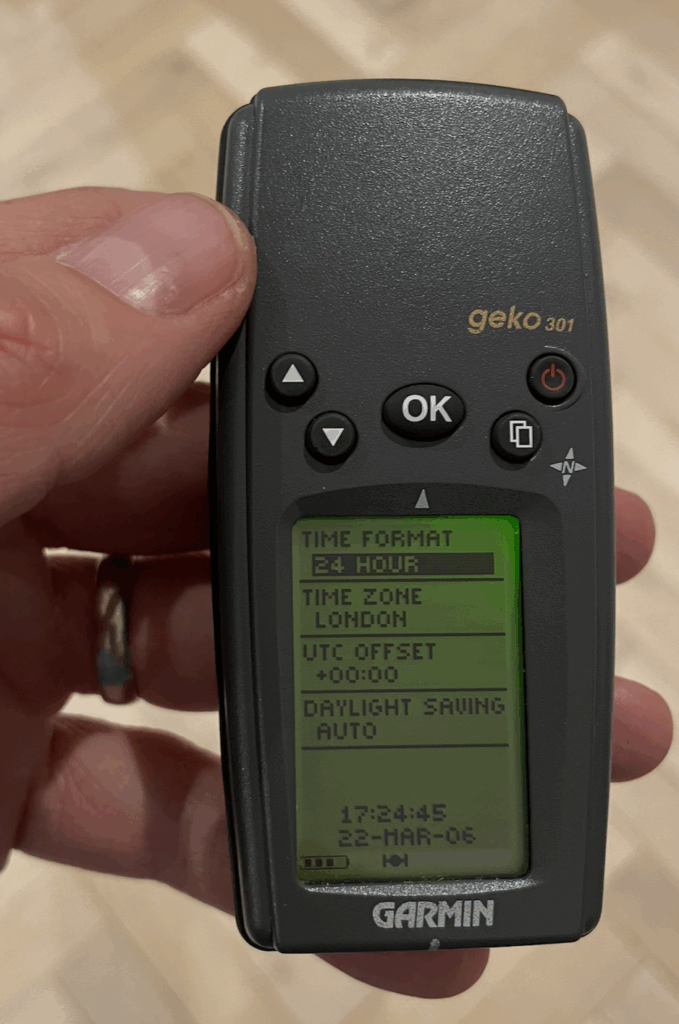 geko 301
OK
N
TIME FORMAT
24 HOUR
TIME ZONE
LONDON
UTC OFFSET
+00:00
DAYLIGHT SAVING
AUTO
17:24:45
22-MAR-06
GARMIN